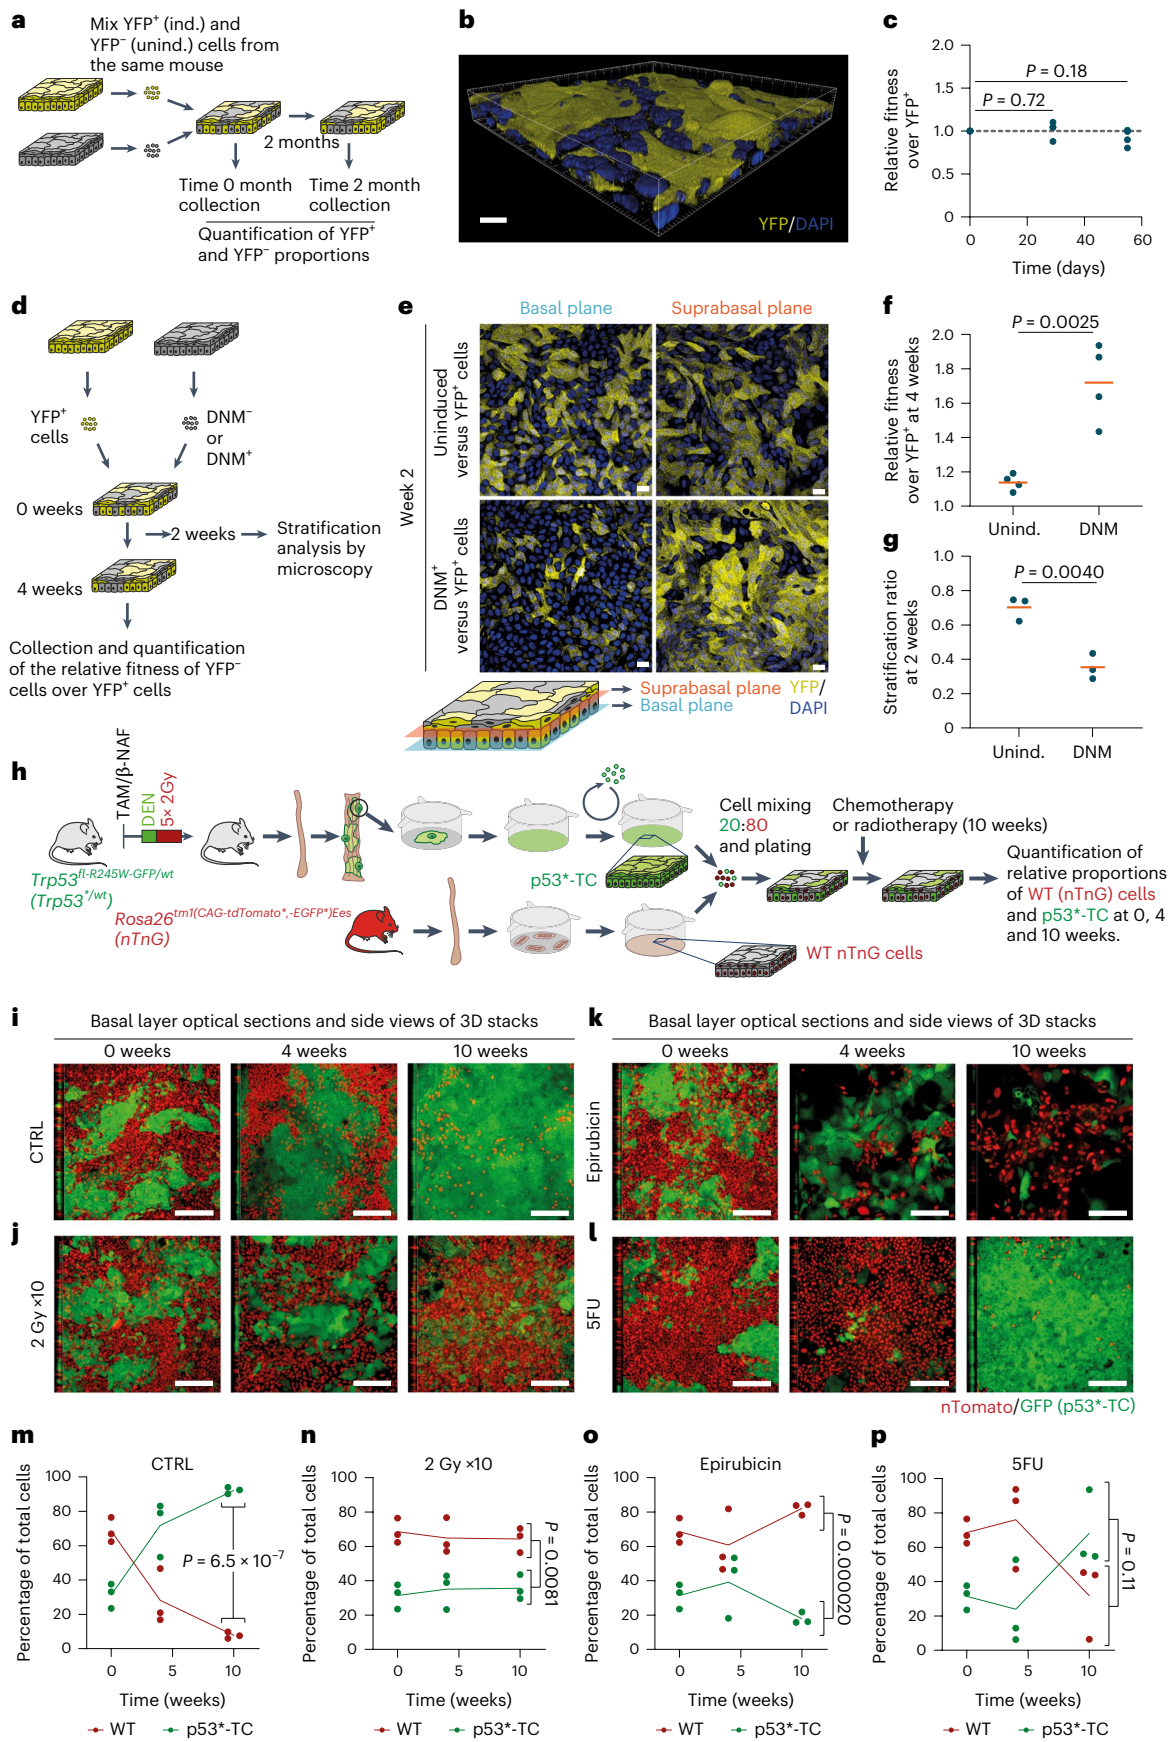 a
Mix YFP⁺ (ind.) and
YFP⁻ (unind.) cells from
the same mouse
2 months
Time 0 month
collection
Time 2 month
collection
Quantification of YFP⁺
and YFP⁻ proportions
b
YFP/DAPI
c
Relative fitness
over YFP⁺
2.0
1.5
1.0
0.5
0
P = 0.18
P = 0.72
0
20
40
60
Time (days)
d
YFP⁺
cells
DNM⁻
or
DNM⁺
0 weeks
2 weeks
Stratification
analysis by
microscopy
4 weeks
Collection and quantification
of the relative fitness of YFP⁻
cells over YFP⁺ cells
e
Basal plane
Suprabasal plane
Week 2
Uninduced
versus YFP⁺ cells
DNM⁺
versus YFP⁺ cells
Suprabasal plane
Basal plane
YFP/
DAPI
f
Relative fitness
over YFP⁺ at 4 weeks
P = 0.0025
2.0
1.8
1.6
1.4
1.2
1.0
Unind.
DNM
g
Stratification ratio
at 2 weeks
P = 0.0040
1.0
0.8
0.6
0.4
0.2
0
Unind.
DNM
h
TAM/β-NAF
DEN
5× 2Gy
Trp53^fl-R245W-GFP/wt
(Trp53^*/wt)
Rosa26^tm1(CAG-tdTomato*,-EGFP*)Ees
(nTnG)
p53*-TC
WT nTnG cells
Cell mixing
20:80
and plating
Chemotherapy
or radiotherapy (10 weeks)
Quantification of
relative proportions
of WT (nTnG) cells
and p53*-TC at 0, 4
and 10 weeks.
i
Basal layer optical sections and side views of 3D stacks
0 weeks
4 weeks
10 weeks
CTRL
j
2 Gy ×10
k
Basal layer optical sections and side views of 3D stacks
0 weeks
4 weeks
10 weeks
Epirubicin
l
5FU
nTomato/GFP (p53*-TC)
m
CTRL
Percentage of total cells
100
80
60
40
20
0
P = 6.5 × 10⁻⁷
0
5
10
Time (weeks)
WT
p53*-TC
n
2 Gy ×10
Percentage of total cells
100
80
60
40
20
0
P = 0.0081
0
5
10
Time (weeks)
WT
p53*-TC
o
Epirubicin
Percentage of total cells
100
80
60
40
20
0
P = 0.000020
0
5
10
Time (weeks)
WT
p53*-TC
p
5FU
Percentage of total cells
100
80
60
40
20
0
P = 0.11
0
5
10
Time (weeks)
WT
p53*-TC